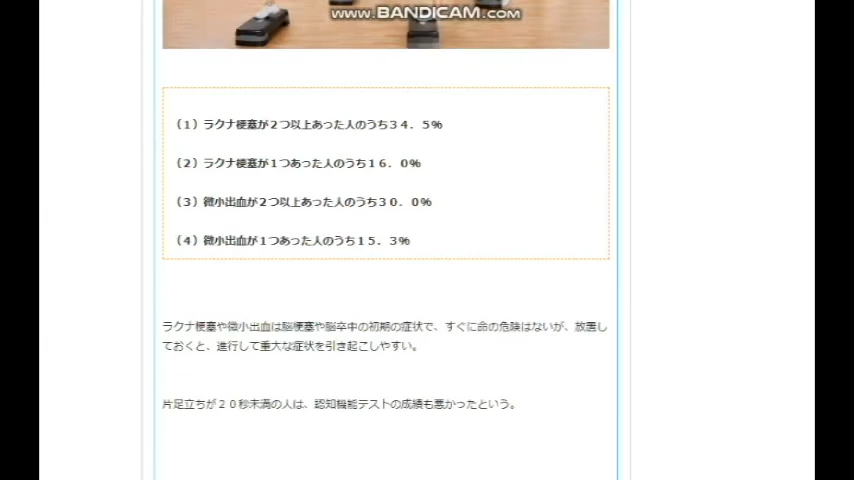 www.BANDICAM.com
（１）ラクナ梗塞が２つ以上あった人のうち３４．５％
（２）ラクナ梗塞が１つあった人のうち１６．０％
（３）微小出血が２つ以上あった人のうち３０．０％
（４）微小出血が１つあった人のうち１５．３％
ラクナ梗塞や微小出血は脳梗塞や脳卒中の初期の症状で、すぐに命の危険はないが、放置し
ておくと、進行して重大な症状を引き起こしやすい。
片足立ちが２０秒未満の人は、認知機能テストの成績も悪かったという。